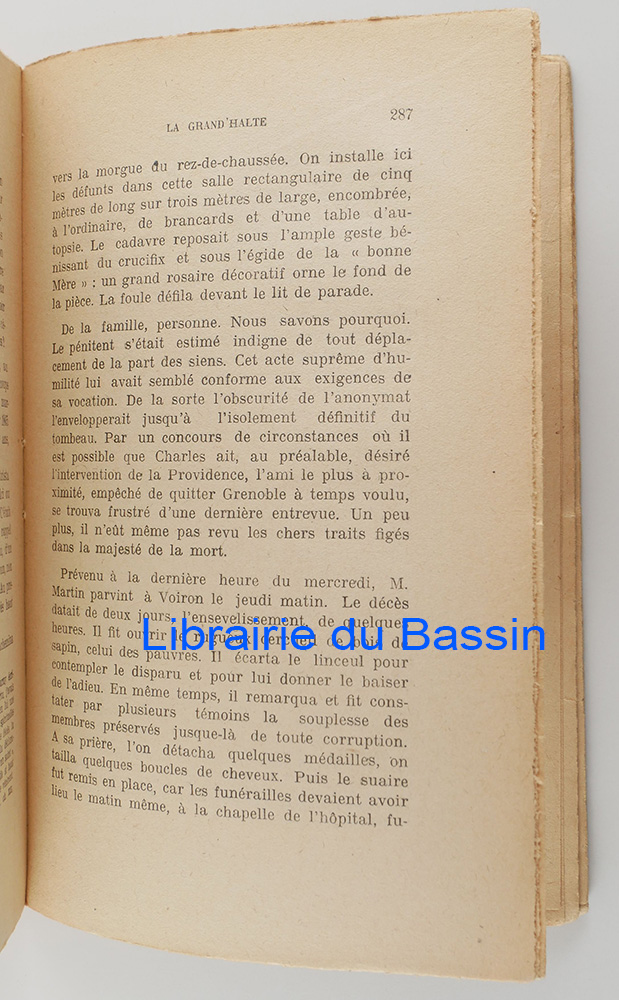 LA GRAND'HALTE
287
vers la morgue du rez-de-chaussée. On installe ici
les défunts dans cette salle rectangulaire de cinq
mètres de long sur trois mètres de large, encombrée,
à l'ordinaire, de brancards et d'une table d'au-
topsie. Le cadavre reposait sous l'ample geste bé-
nissant du crucifix et sous l'égide de la « bonne
Mère » : un grand rosaire décoratif orne le fond de
la pièce. La foule défila devant le lit de parade.
De la famille, personne. Nous savons pourquoi.
Le pénitent s'était estimé indigne de tout dépla-
cement de la part des siens. Cet acte suprême d'hu-
milité lui avait semblé conforme aux exigences de
sa vocation. De la sorte l'obscurité de l'anonymat
l'envelopperait jusqu'à l'isolement définitif du
tombeau. Par un concours de circonstances où il
est possible que Charles ait, au préalable, désiré
l'intervention de la Providence, l'ami le plus à pro-
ximité, empêché de quitter Grenoble à temps voulu,
se trouva frustré d'une dernière entrevue. Un peu
plus, il n'eût même pas revu les chers traits figés
dans la majesté de la mort.
Prévenu à la dernière heure du mercredi, M.
Martin parvint à Voiron le jeudi matin. Le décès
datait de deux jours, l'ensevelissement, de quelques
heures. Il fit ouvrir le rugueux cercueil de bois de
sapin, celui des pauvres. Il écarta le linceul pour
contempler le disparu et pour lui donner le baiser
de l'adieu. En même temps, il remarqua et fit cons-
tater par plusieurs témoins la souplesse des
membres préservés jusque-là de toute corruption.
A sa prière, l'on détacha quelques médailles, on
tailla quelques boucles de cheveux. Puis le suaire
fut remis en place, car les funérailles devaient avoir
lieu le matin même, à la chapelle de l'hôpital, fu-
Librairie du Bassin